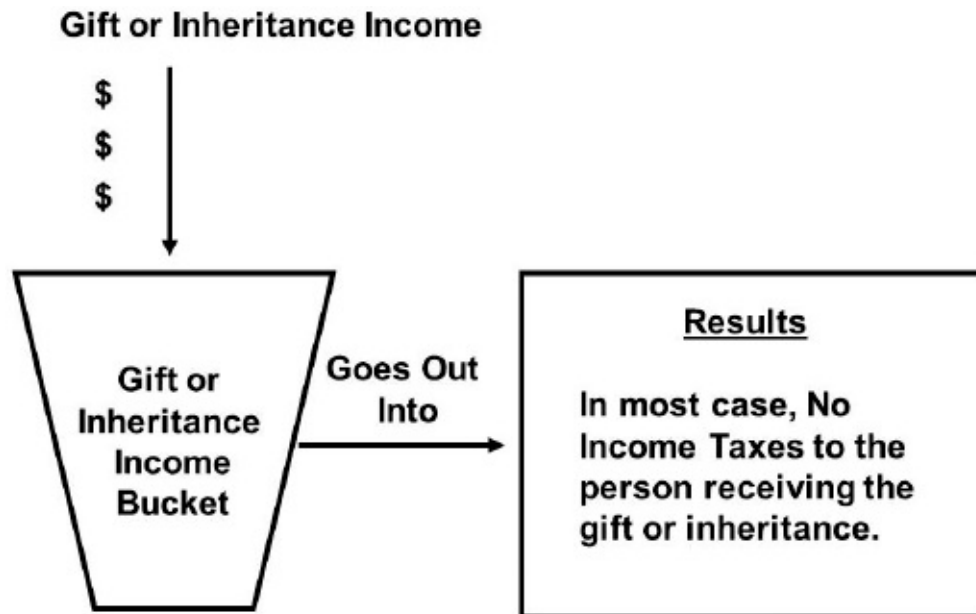 Gift or Inheritance Income
$
$
$
Gift or
Inheritance
Income
Bucket
Goes Out
Into
Results
In most case, No
Income Taxes to the
person receiving the
gift or inheritance.